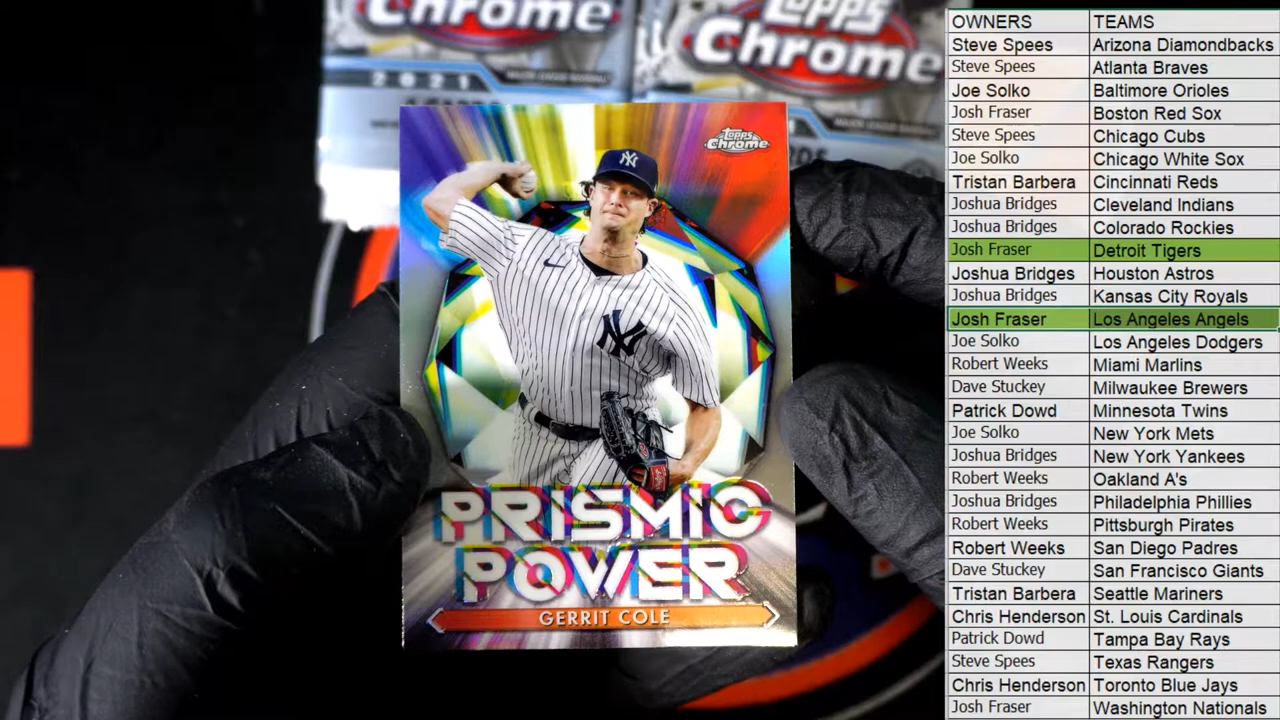 Chrome
2021
MAJOR LEAGUE BASEBALL
Topps
Chrome
MAJOR LEAGUE BASEBALL
Topps
Chrome
NY
NY
PRISMIC
POWER
GERRIT COLE
OWNERS TEAMS
Steve Spees Arizona Diamondbacks
Steve Spees Atlanta Braves
Joe Solko Baltimore Orioles
Josh Fraser Boston Red Sox
Steve Spees Chicago Cubs
Joe Solko Chicago White Sox
Tristan Barbera Cincinnati Reds
Joshua Bridges Cleveland Indians
Joshua Bridges Colorado Rockies
Josh Fraser Detroit Tigers
Joshua Bridges Houston Astros
Joshua Bridges Kansas City Royals
Josh Fraser Los Angeles Angels
Joe Solko Los Angeles Dodgers
Robert Weeks Miami Marlins
Dave Stuckey Milwaukee Brewers
Patrick Dowd Minnesota Twins
Joe Solko New York Mets
Joshua Bridges New York Yankees
Robert Weeks Oakland A's
Joshua Bridges Philadelphia Phillies
Robert Weeks Pittsburgh Pirates
Robert Weeks San Diego Padres
Dave Stuckey San Francisco Giants
Tristan Barbera Seattle Mariners
Chris Henderson St. Louis Cardinals
Patrick Dowd Tampa Bay Rays
Steve Spees Texas Rangers
Chris Henderson Toronto Blue Jays
Josh Fraser Washington Nationals